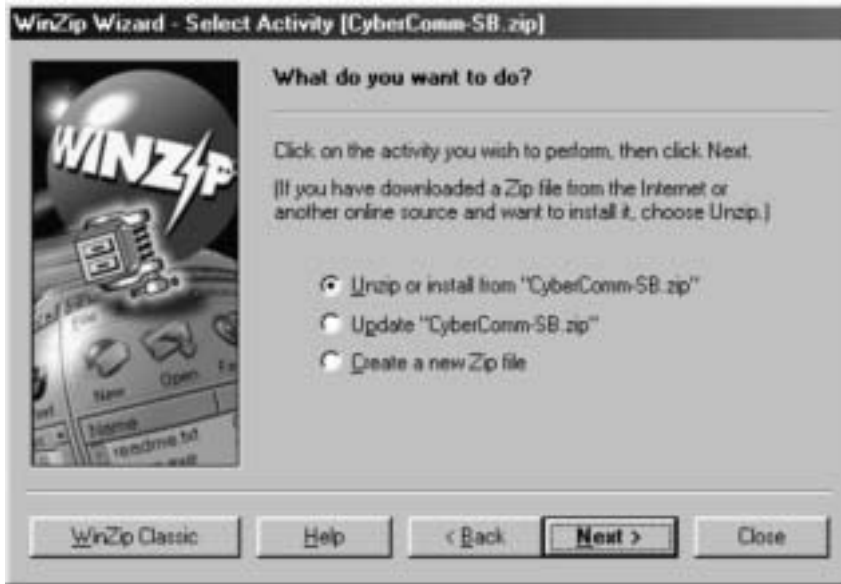 WinZip Wizard - Select Activity [CyberComm-SB.zip]
What do you want to do?
Click on the activity you wish to perform, then click Next.
(If you have downloaded a Zip file from the Internet or
another online source and want to install it, choose Unzip.)
WINZIP
Unzip or install from "CyberComm-SB.zip"
Update "CyberComm-SB.zip"
Create a new Zip file
File
New
Open
Name
readme.txt
WinZip Classic
Help
< Back
Next >
Close